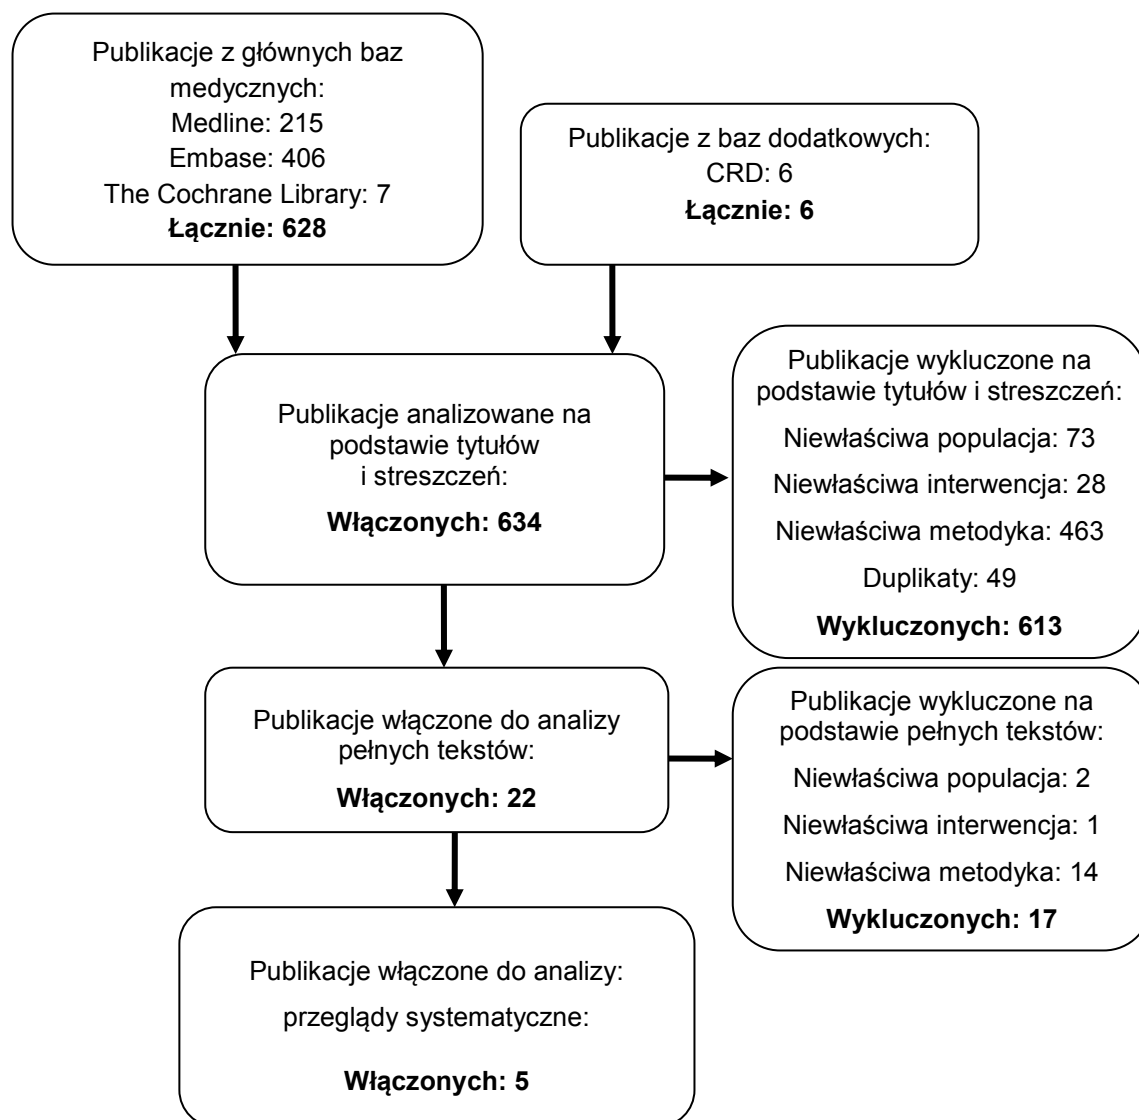 Publikacje z głównych baz
medycznych:
Medline: 215
Embase: 406
The Cochrane Library: 7
Łącznie: 628
Publikacje z baz dodatkowych:
CRD: 6
Łącznie: 6
Publikacje analizowane na
podstawie tytułów
i streszczeń:
Włączonych: 634
Publikacje wykluczone na
podstawie tytułów i streszczeń:
Niewłaściwa populacja: 73
Niewłaściwa interwencja: 28
Niewłaściwa metodyka: 463
Duplikaty: 49
Wykluczonych: 613
Publikacje włączone do analizy
pełnych tekstów:
Włączonych: 22
Publikacje wykluczone na
podstawie pełnych tekstów:
Niewłaściwa populacja: 2
Niewłaściwa interwencja: 1
Niewłaściwa metodyka: 14
Wykluczonych: 17
Publikacje włączone do analizy:
przeglądy systematyczne:
Włączonych: 5